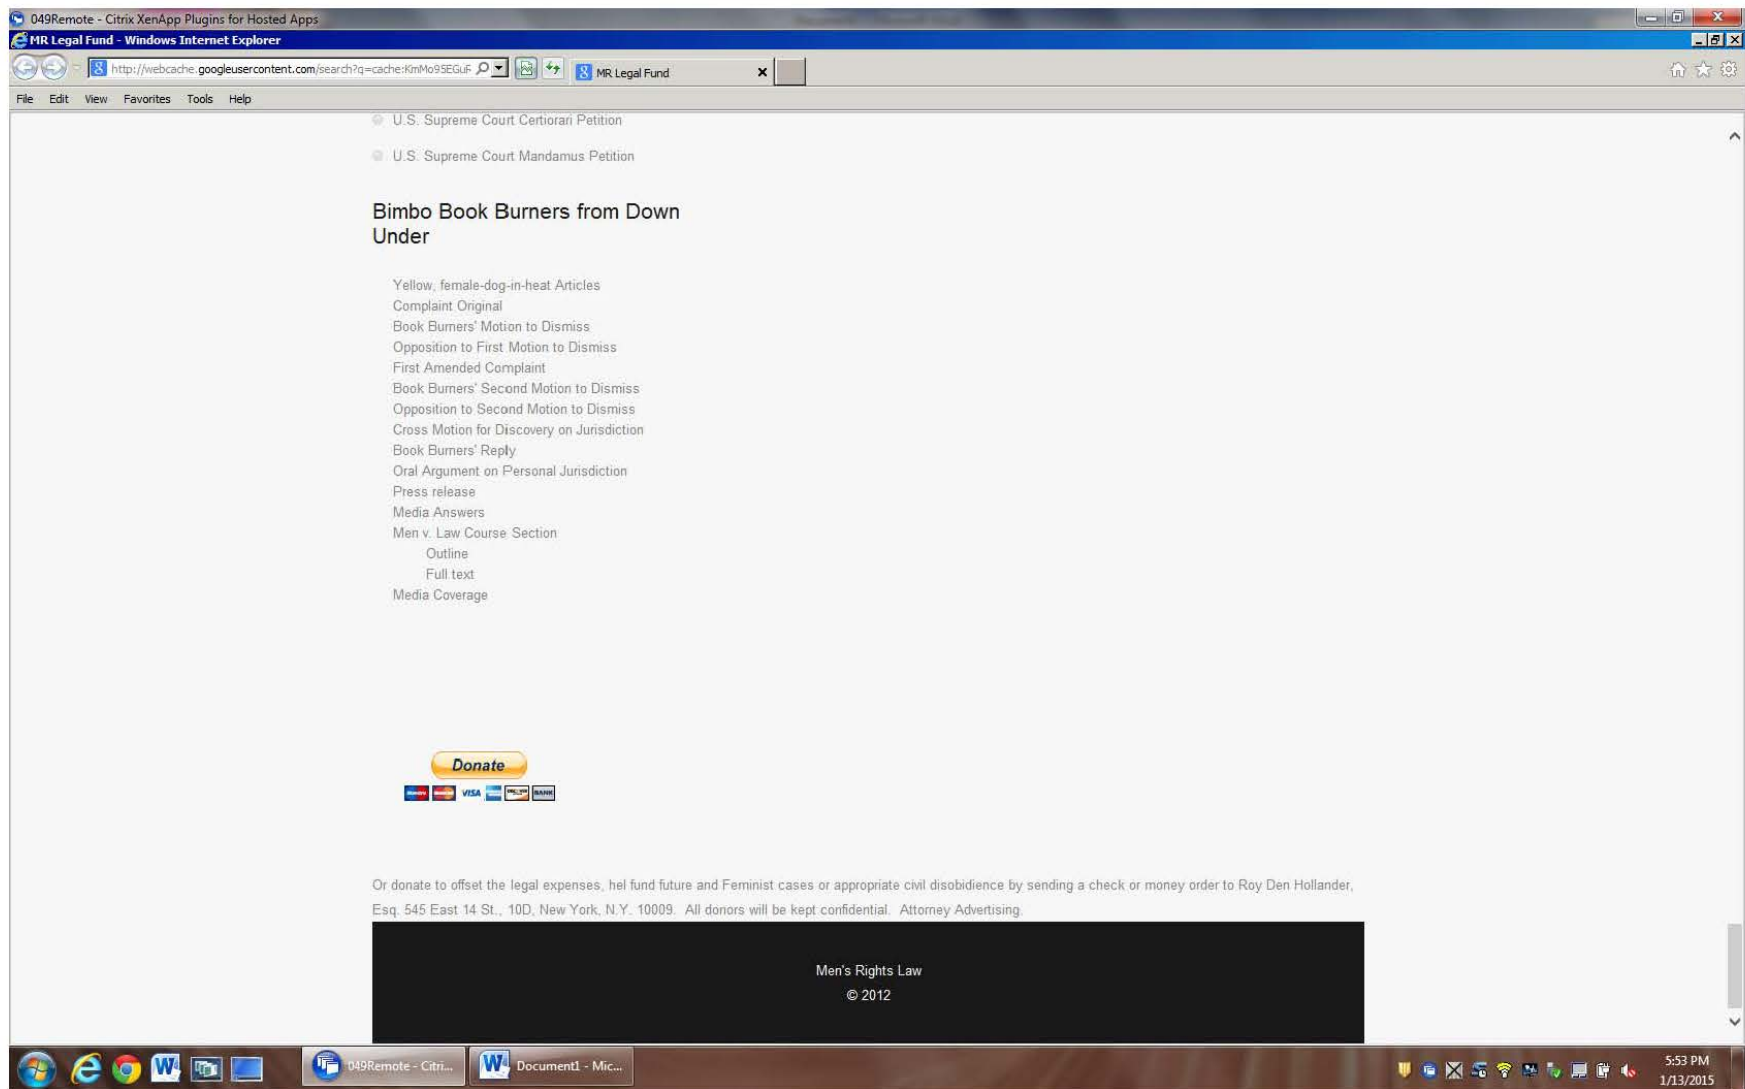 049Remote - Citrix XenApp Plugins for Hosted Apps
MR Legal Fund - Windows Internet Explorer
http://webcache.googleusercontent.com/search?q=cache:KmMo95EGuF
MR Legal Fund
File Edit View Favorites Tools Help
U.S. Supreme Court Certiorari Petition
U.S. Supreme Court Mandamus Petition
Bimbo Book Burners from Down
Under
Yellow, female-dog-in-heat Articles
Complaint Original
Book Burners' Motion to Dismiss
Opposition to First Motion to Dismiss
First Amended Complaint
Book Burners' Second Motion to Dismiss
Opposition to Second Motion to Dismiss
Cross Motion for Discovery on Jurisdiction
Book Burners' Reply
Oral Argument on Personal Jurisdiction
Press release
Media Answers
Men v. Law Course Section
Outline
Full text
Media Coverage
Donate
VISA
BANK
Or donate to offset the legal expenses, hel fund future and Feminist cases or appropriate civil disobidience by sending a check or money order to Roy Den Hollander,
Esq. 545 East 14 St., 10D, New York, N.Y. 10009. All donors will be kept confidential. Attorney Advertising.
Men's Rights Law
© 2012
049Remote - Citri...
Document1 - Mic...
5:53 PM
1/13/2015